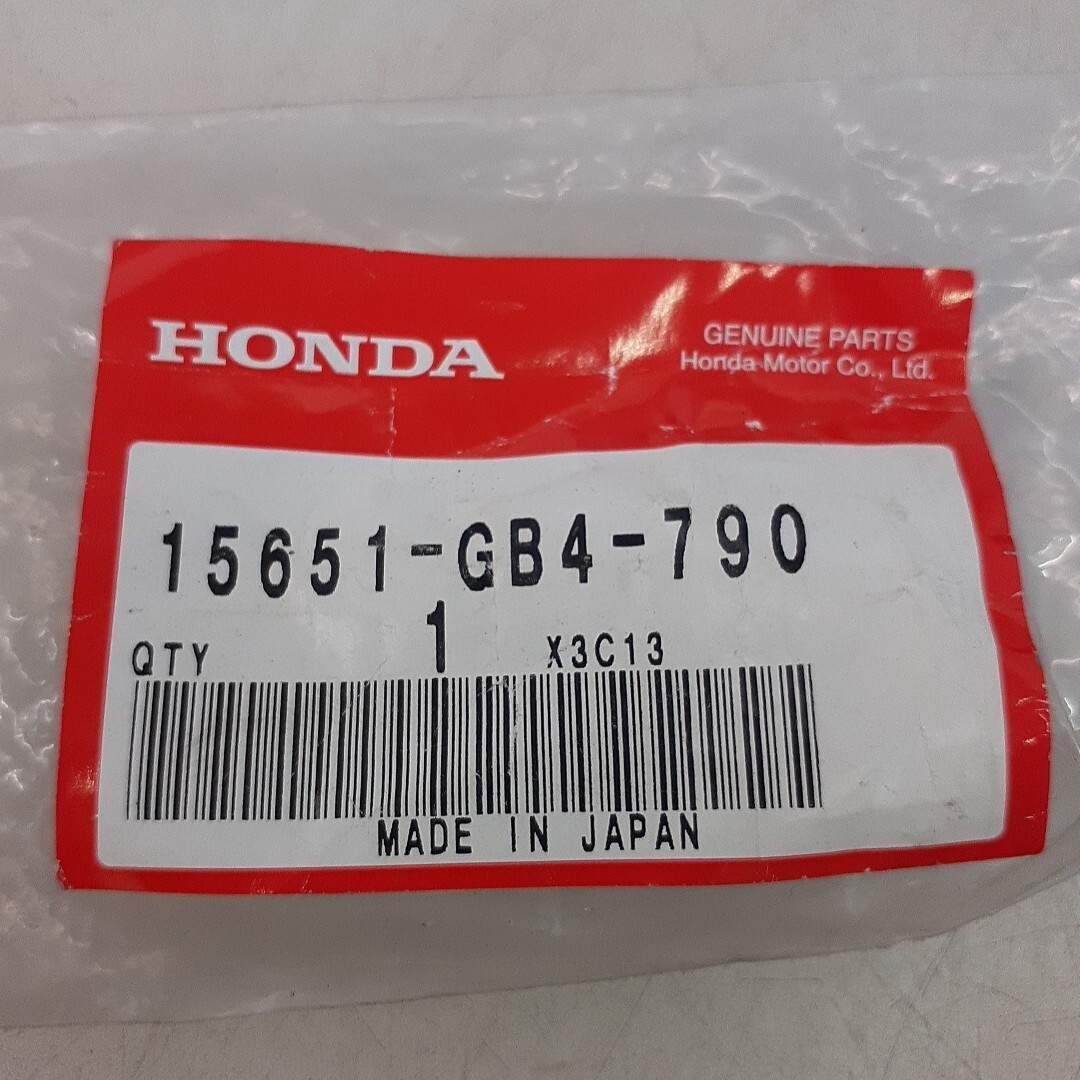 HONDA
GENUINE PARTS
Honda Motor Co., Ltd.
15651-GB4-790
QTY 1 X3C13
MADE IN JAPAN